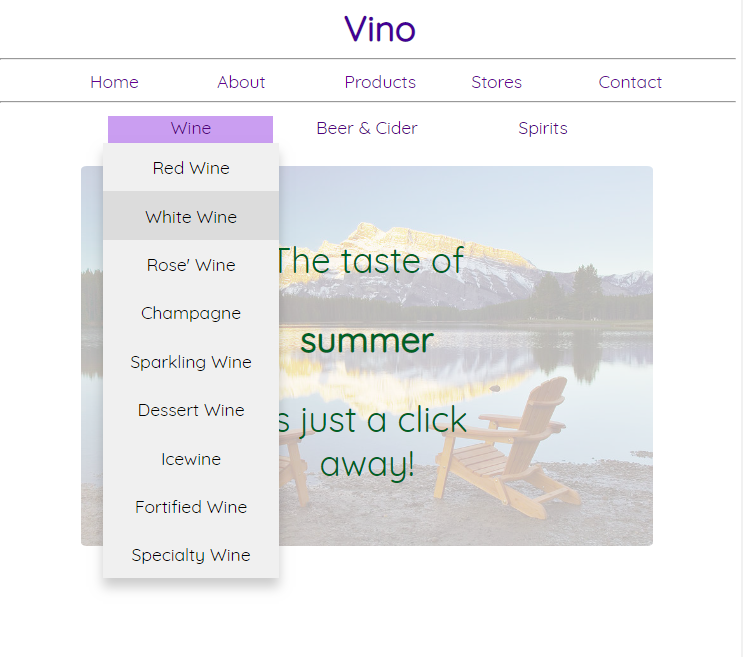 Vino
Home About Products Stores Contact
Wine Beer & Cider Spirits
Red Wine
White Wine
Rose' Wine
Champagne
Sparkling Wine
Dessert Wine
Icewine
Fortified Wine
Specialty Wine
The taste of
summer
s just a click
away!